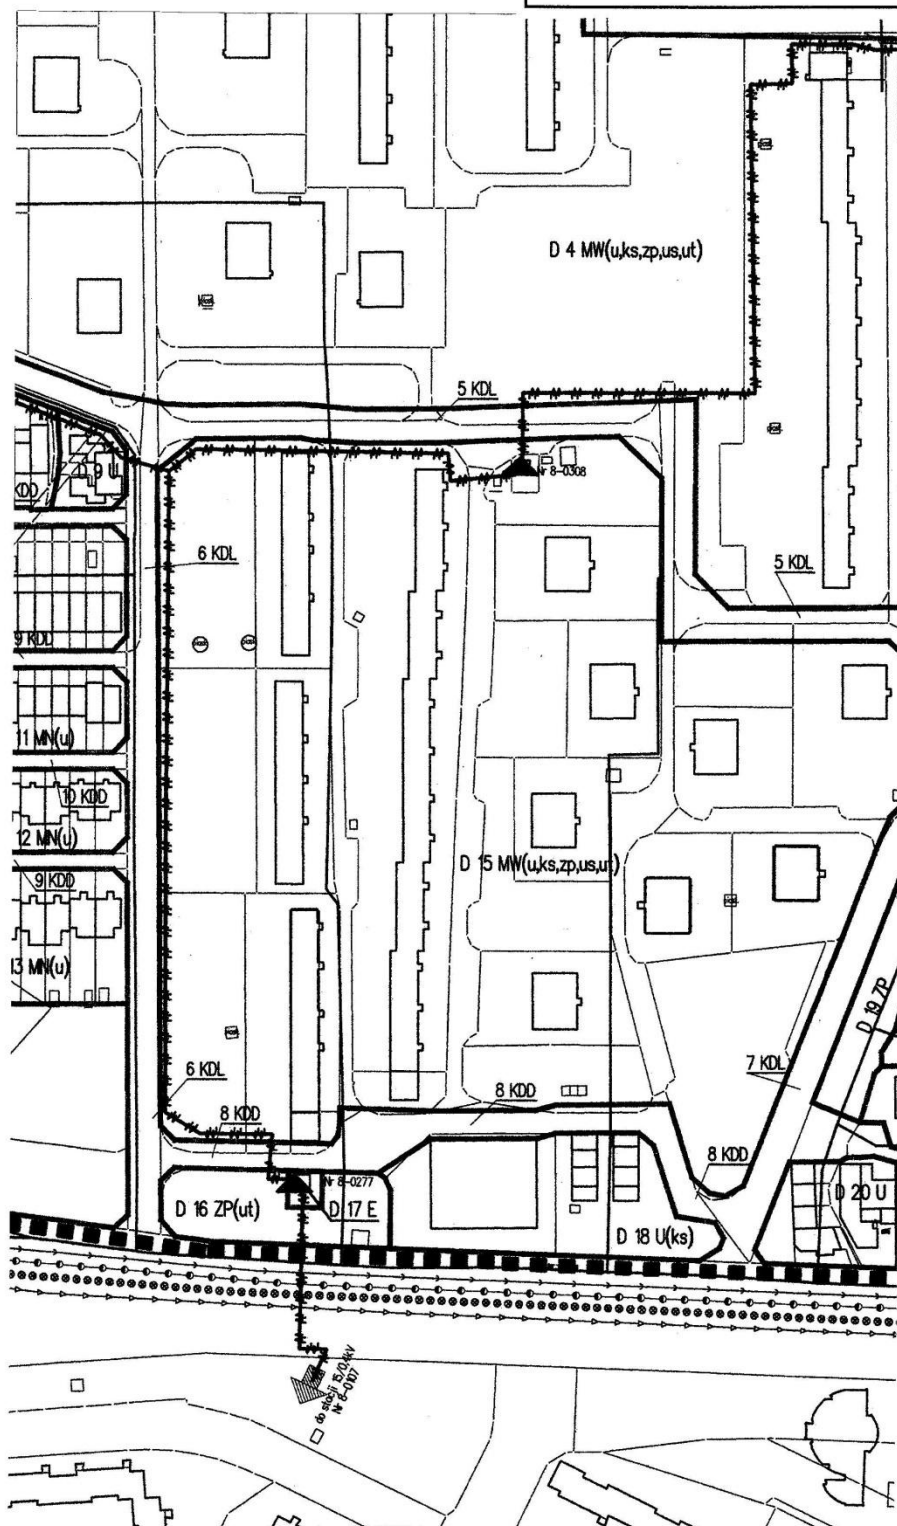 D 4 MW(u,ks,zp,us,ut)
5 KDL
D 9 U
KDD
Nr 8-0308
6 KDL
5 KDL
9 KDD
11 MN(u)
10 KDD
12 MN(u)
D 15 MW(u,ks,zp,us,ut)
9 KDD
13 MN(u)
D 19 ZP
6 KDL
7 KDL
8 KDD
8 KDD
8 KDD
Nr 8-0277
D 16 ZP(ut)
D 17 E
D 20 U
D 18 U(ks)
do stacji 15/0,4kV
Nr 8-0107